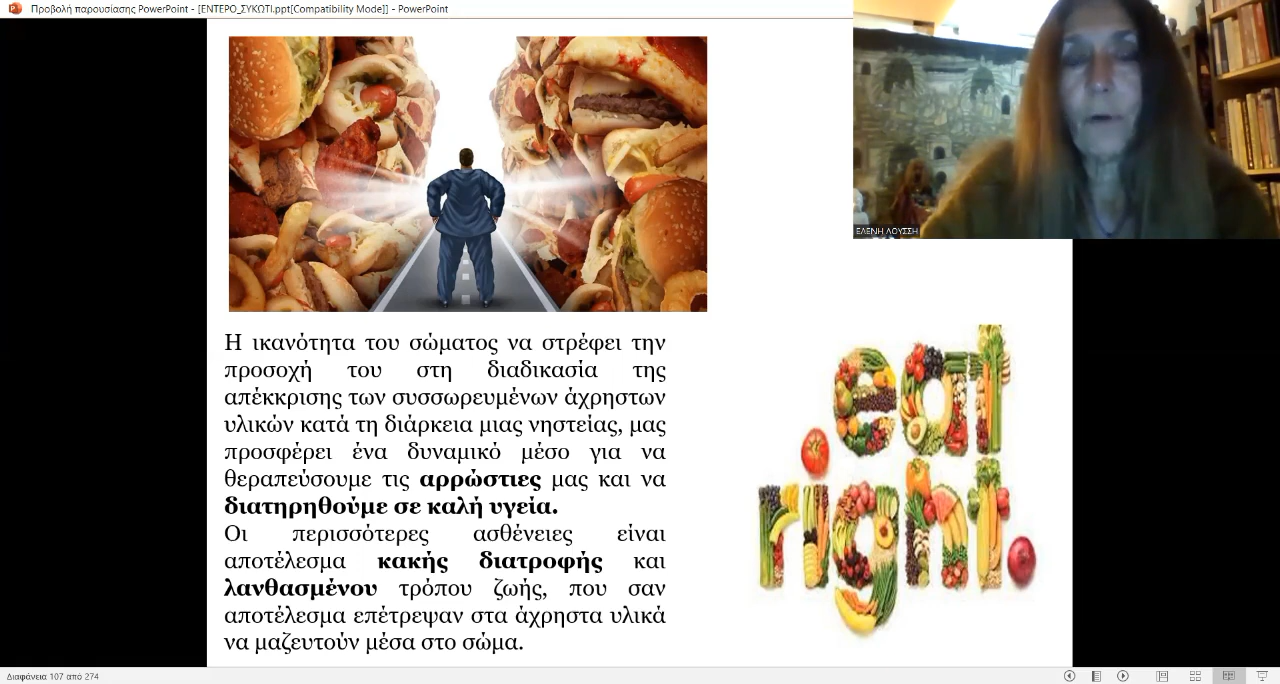 Προβολή παρουσίασης PowerPoint - [ΕΝΤΕΡΟ_ΣΥΚΩΤΙ.ppt[Compatibility Mode]] - PowerPoint
ΕΛΕΝΗ ΛΟΥΣΣΗ
Η ικανότητα του σώματος να στρέφει την
προσοχή του στη διαδικασία της
απέκκρισης των συσσωρευμένων άχρηστων
υλικών κατά τη διάρκεια μιας νηστείας, μας
προσφέρει ένα δυναμικό μέσο για να
θεραπεύσουμε τις αρρώστιες μας και να
διατηρηθούμε σε καλή υγεία.
Οι περισσότερες ασθένειες είναι
αποτέλεσμα κακής διατροφής και
λανθασμένου τρόπου ζωής, που σαν
αποτέλεσμα επέτρεψαν στα άχρηστα υλικά
να μαζευτούν μέσα στο σώμα.
eat
right.
Διαφάνεια 107 από 274